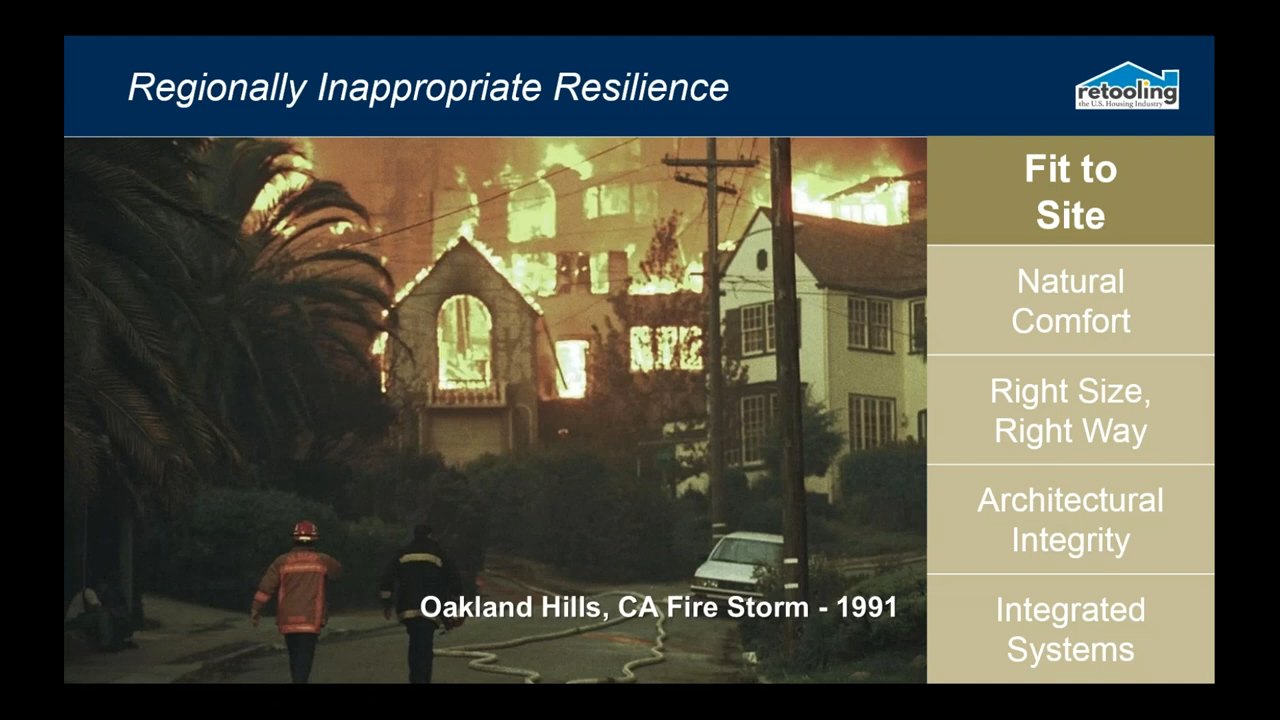 Regionally Inappropriate Resilience
retooling
the U.S. Housing Industry
Fit to
Site
Natural
Comfort
Right Size,
Right Way
Architectural
Integrity
Integrated
Systems
Oakland Hills, CA Fire Storm - 1991